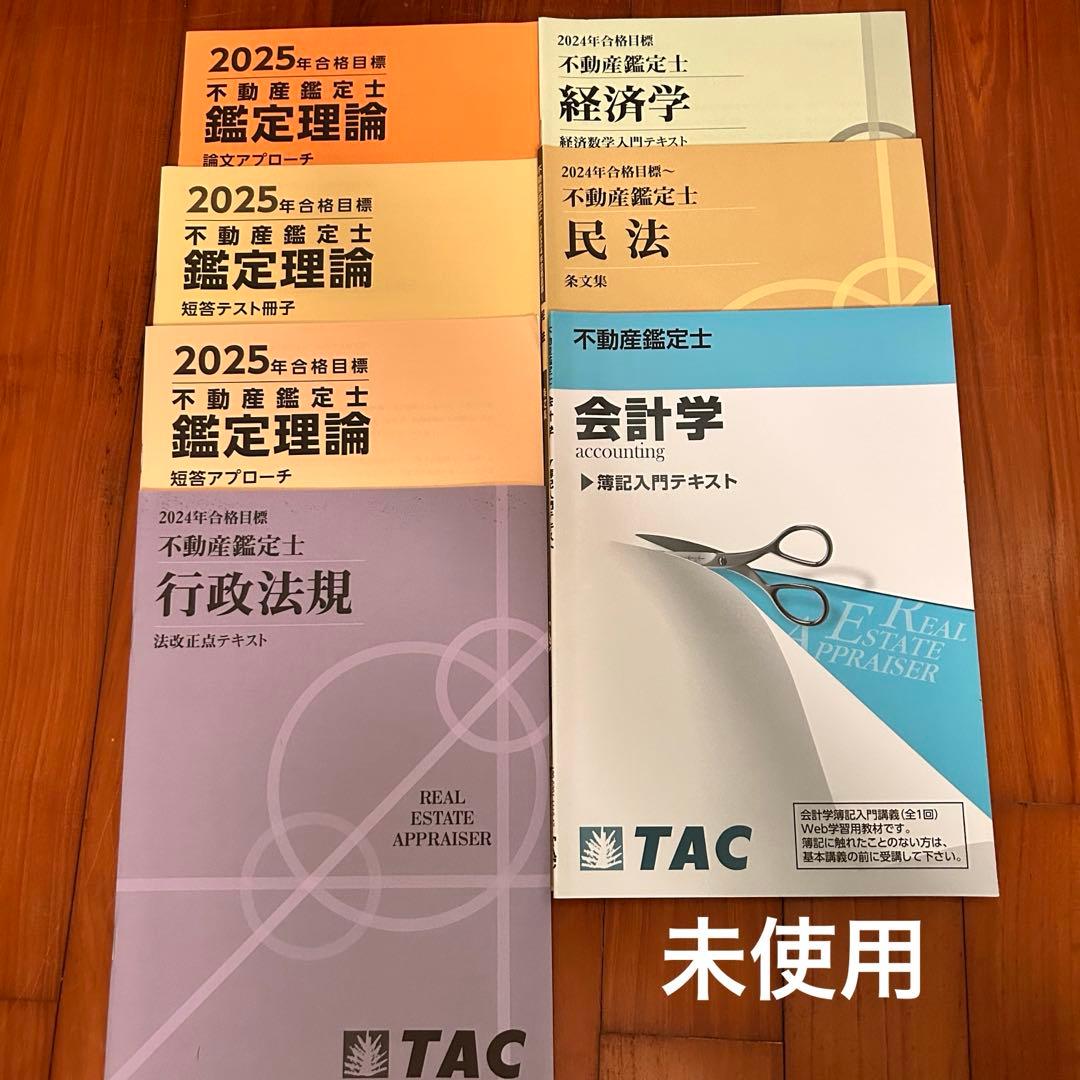 2025年合格目標
不動産鑑定士
鑑定理論
論文アプローチ
2025年合格目標
不動産鑑定士
鑑定理論
短答テスト冊子
2025年合格目標
不動産鑑定士
鑑定理論
短答アプローチ
2024年合格目標
不動産鑑定士
行政法規
法改正点テキスト
REAL
ESTATE
APPRAISER
TAC
2024年合格目標
不動産鑑定士
経済学
経済数学入門テキスト
2024年合格目標～
不動産鑑定士
民法
条文集
不動産鑑定士
会計学
accounting
▶簿記入門テキスト
REAL
ESTATE
APPRAISER
会計学簿記入門講義(全1回)
Web学習用教材です。
簿記に触れたことのない方は、
基本講義の前に受講して下さい。
TAC
未使用